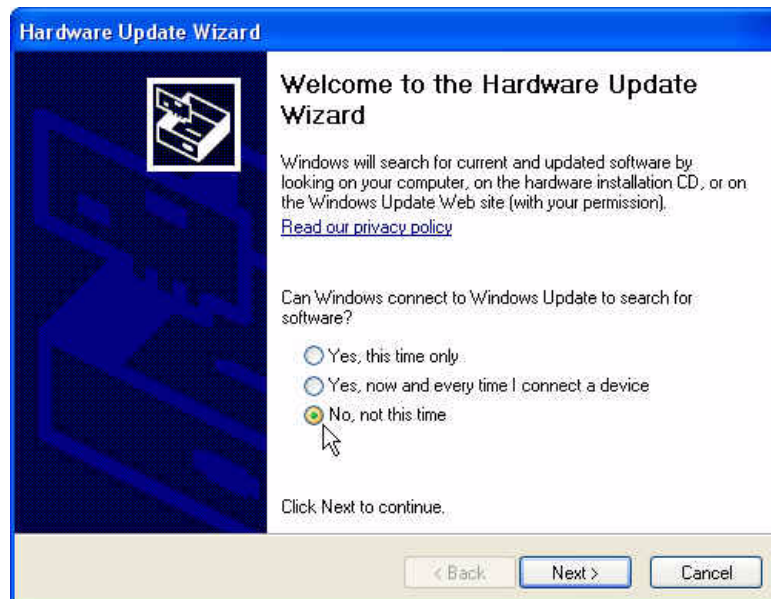 Hardware Update Wizard
Welcome to the Hardware Update
Wizard
Windows will search for current and updated software by
looking on your computer, on the hardware installation CD, or on
the Windows Update Web site (with your permission).
Read our privacy policy
Can Windows connect to Windows Update to search for
software?
Yes, this time only
Yes, now and every time I connect a device
No, not this time
Click Next to continue.
< Back
Next >
Cancel